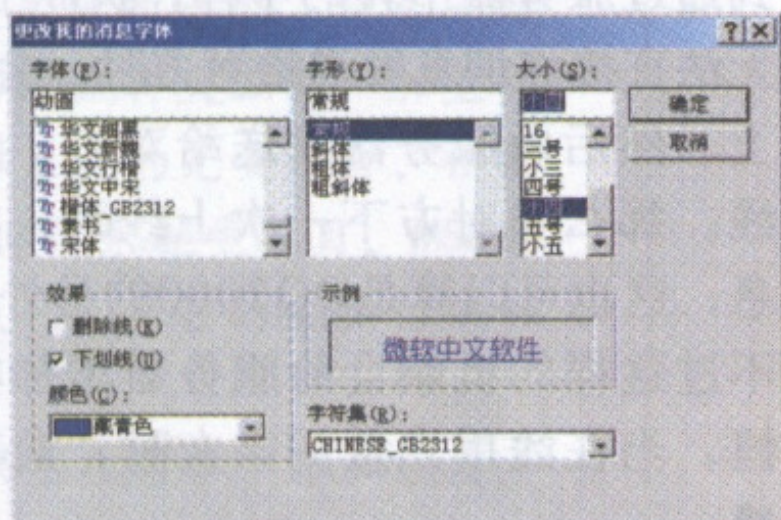 更改我的消息字体
字体(F):
幼圆
华文细黑
华文新魏
华文行楷
华文中宋
楷体_GB2312
隶书
宋体
字形(Y):
常规
常规
斜体
粗体
粗斜体
大小(S):
小四
16
三号
小三
四号
小四
五号
小五
确定
取消
效果
删除线(K)
下划线(U)
颜色(C):
藏青色
示例
微软中文软件
字符集(R):
CHINESE_GB2312